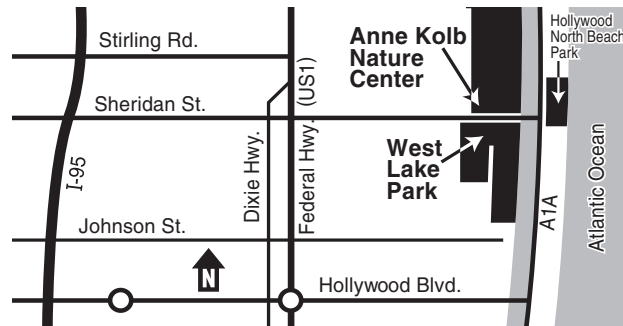 Stirling Rd.
Anne Kolb
Nature
Center
Hollywood
North Beach
Park
Sheridan St.
Federal Hwy. (US1)
Dixie Hwy.
I-95
West
Lake
Park
A1A
Atlantic Ocean
Johnson St.
N
Hollywood Blvd.